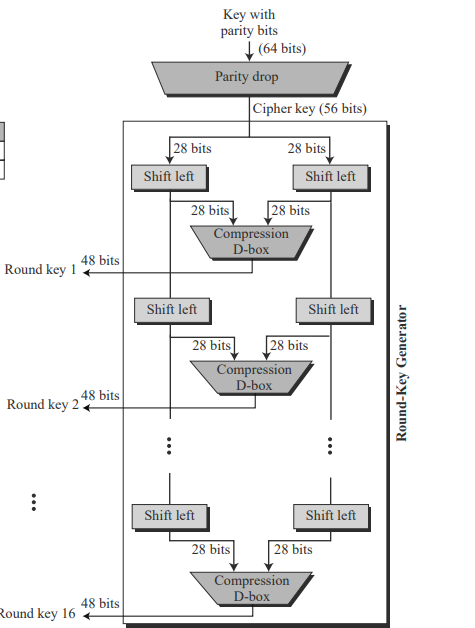 Key with
parity bits
(64 bits)
Parity drop
Cipher key (56 bits)
28 bits 28 bits
Shift left Shift left
28 bits 28 bits
Compression
D-box
48 bits
Round key 1
Shift left Shift left
28 bits 28 bits
Compression
D-box
48 bits
Round key 2
Round-Key Generator
Shift left Shift left
28 bits 28 bits
Compression
D-box
48 bits
Round key 16